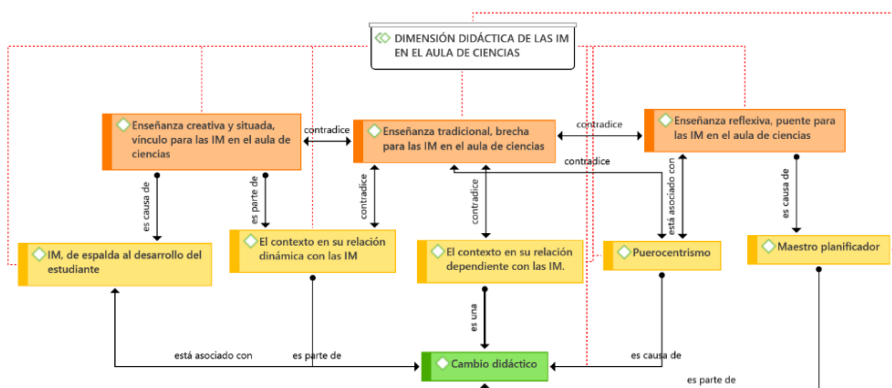 DIMENSIÓN DIDÁCTICA DE LAS IM
EN EL AULA DE CIENCIAS
Enseñanza creativa y situada,
vínculo para las IM en el aula de
ciencias
contradice
Enseñanza tradicional, brecha
para las IM en el aula de ciencias
contradice
Enseñanza reflexiva, puente para
las IM en el aula de ciencias
contradice
es causa de
es parte de
contradice
contradice
está asociado con
es causa de
IM, de espalda al desarrollo del
estudiante
El contexto en su relación
dinámica con las IM
El contexto en su relación
dependiente con las IM.
Puerocentrismo
Maestro planificador
es una
está asociado con
es parte de
Cambio didáctico
es causa de
es parte de